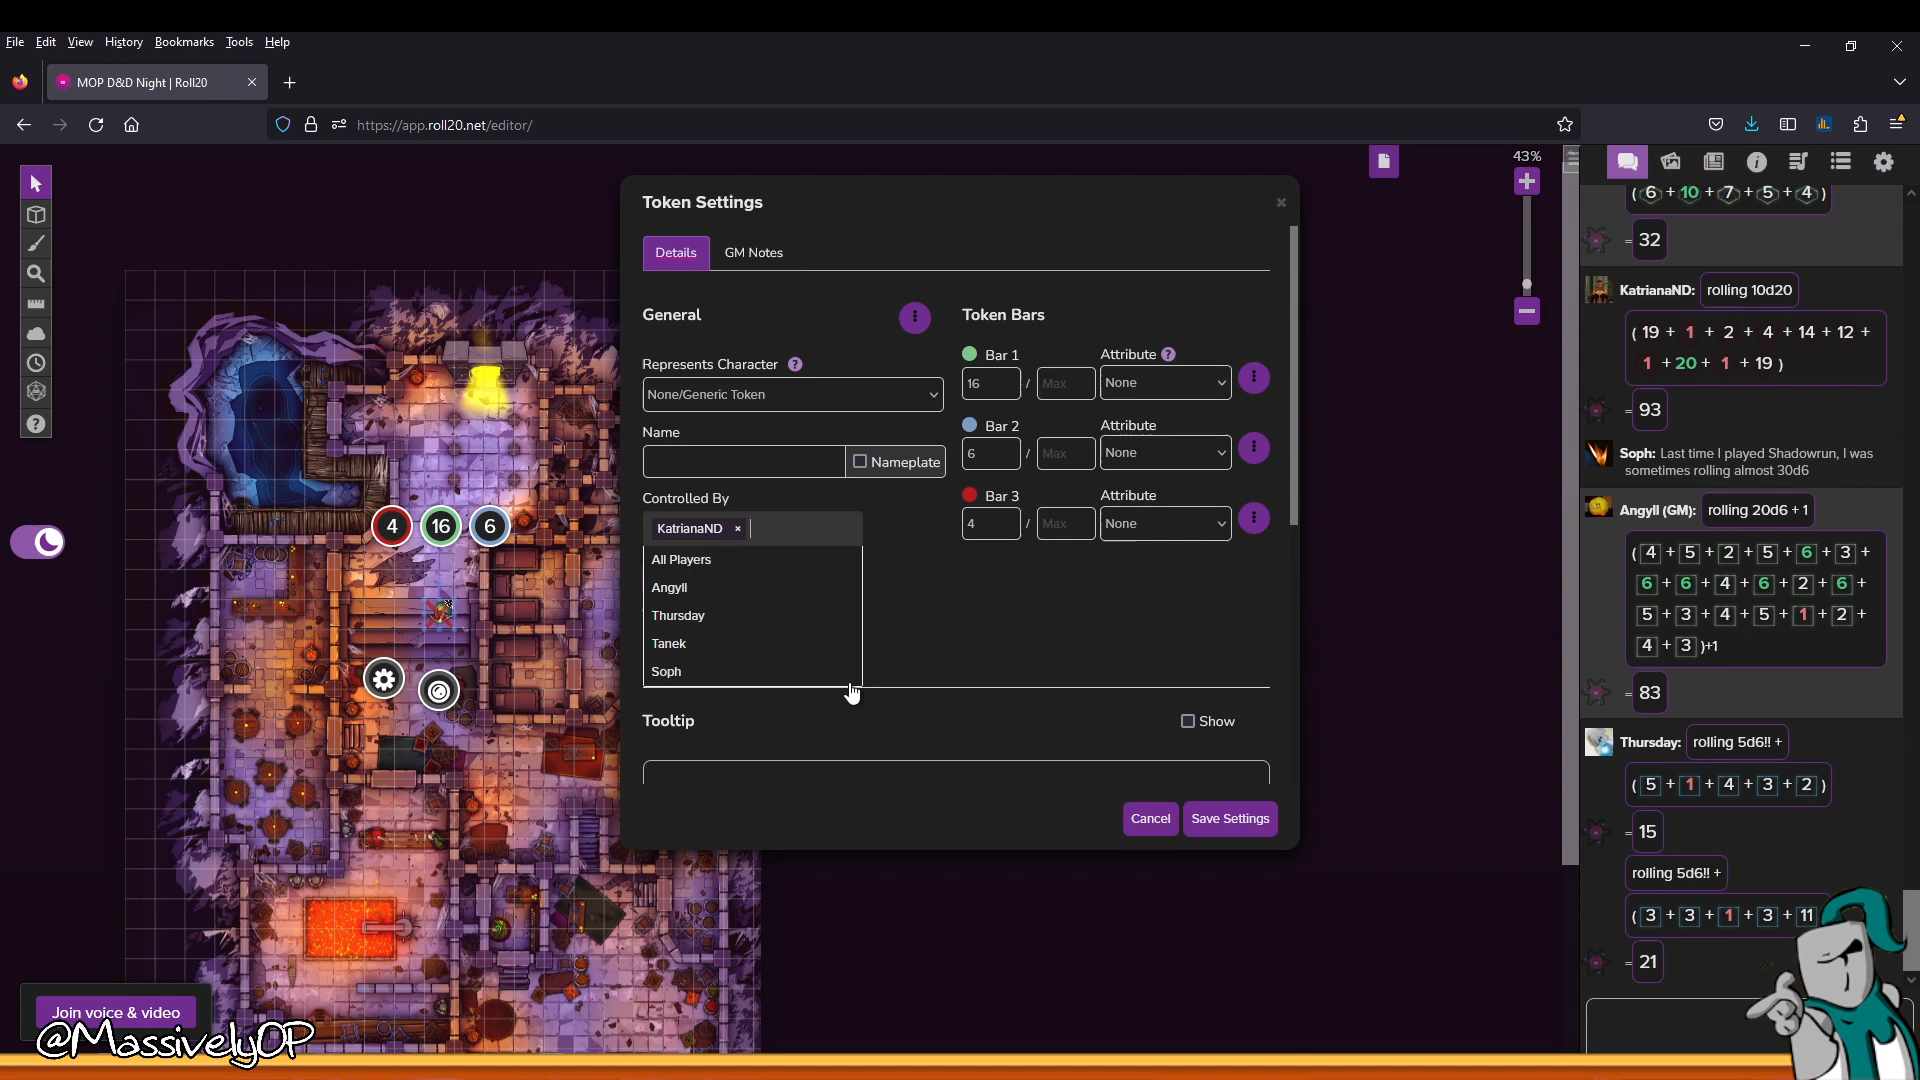 File Edit View History Bookmarks Tools Help
MOP D&D Night | Roll20
https://app.roll20.net/editor/
43%
Token Settings
Details GM Notes
General
Represents Character ?
None/Generic Token
Name
Nameplate
Controlled By
KatrianaND ×
All Players
Angyll
Thursday
Tanek
Soph
Token Bars
Bar 1 Attribute ?
16 / Max None
Bar 2 Attribute
6 / Max None
Bar 3 Attribute
4 / Max None
Tooltip Show
Cancel Save Settings
4 16 6
(6+10+7+5+4)
=32
KatrianaND: rolling 10d20
(19 + 1 + 2 + 4 + 14 + 12 +
1 +20+ 1 +19)
=93
Soph: Last time I played Shadowrun, I was
sometimes rolling almost 30d6
Angyll (GM): rolling 20d6 + 1
(4+5+2+5+6+3+
6+6+4+6+2+6+
5+3+4+5+1+2+
4+3)+1
=83
Thursday: rolling 5d6!! +
(5+1+4+3+2)
=15
rolling 5d6!! +
(3+3+1+3+11
=21
Join voice & video
@MassivelyOP